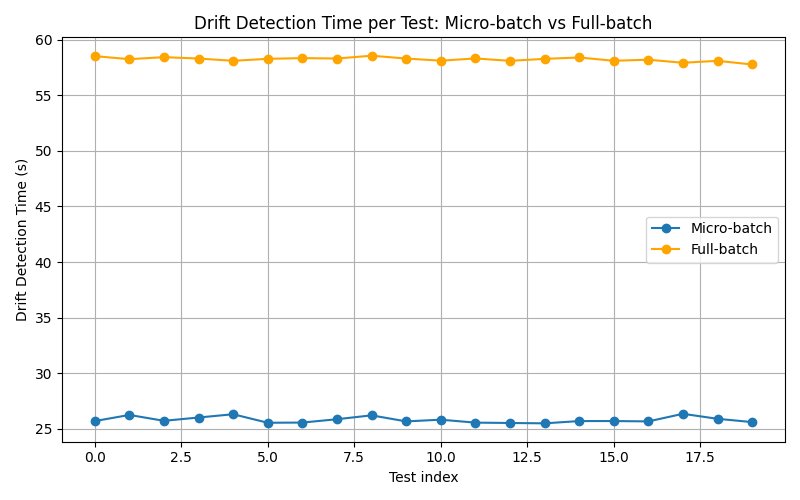 Drift Detection Time per Test: Micro-batch vs Full-batch
Drift Detection Time (s)
60
55
50
45
40
35
30
25
Micro-batch
Full-batch
0.0 2.5 5.0 7.5 10.0 12.5 15.0 17.5
Test index